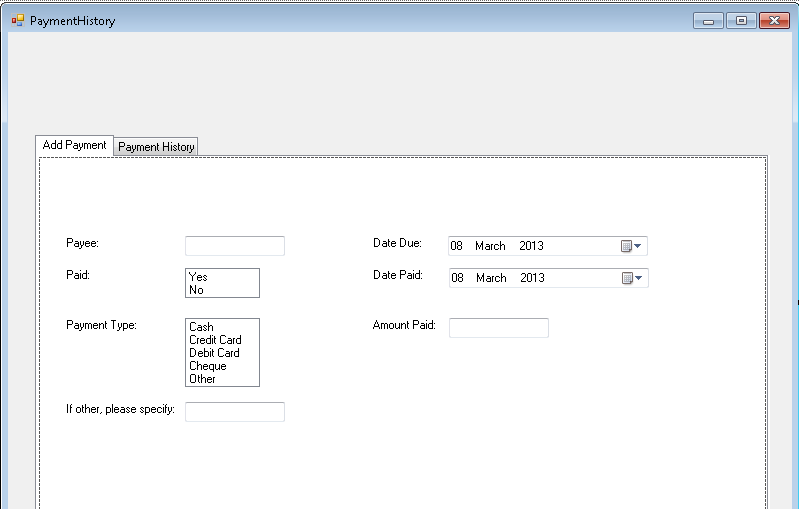 PaymentHistory
Add Payment Payment History
Payee: Date Due: 08 March 2013
Paid: Yes Date Paid: 08 March 2013
No
Payment Type: Cash Amount Paid:
Credit Card
Debit Card
Cheque
Other
If other, please specify: